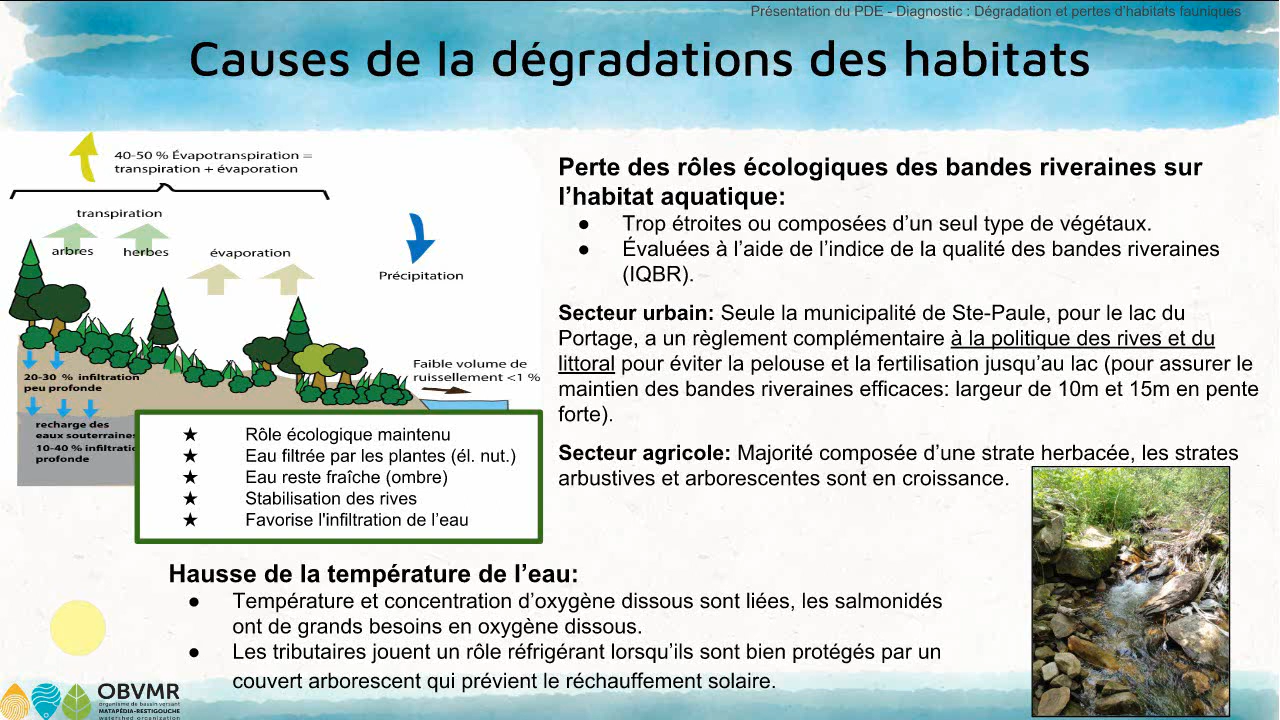 Présentation du PDE - Diagnostic : Dégradation et pertes d'habitats fauniques
Causes de la dégradations des habitats
40-50 % Évapotranspiration =
transpiration + évaporation
transpiration
arbres
herbes
évaporation
Précipitation
Faible volume de
ruissellement <1 %
20-30 % infiltration
peu profonde
recharge des
eaux souterraines
10-40 % infiltratio
profonde
★ Rôle écologique maintenu
★ Eau filtrée par les plantes (él. nut.)
★ Eau reste fraîche (ombre)
★ Stabilisation des rives
★ Favorise l'infiltration de l'eau
Perte des rôles écologiques des bandes riveraines sur
l'habitat aquatique:
● Trop étroites ou composées d'un seul type de végétaux.
● Évaluées à l'aide de l'indice de la qualité des bandes riveraines
(IQBR).
Secteur urbain: Seule la municipalité de Ste-Paule, pour le lac du
Portage, a un règlement complémentaire à la politique des rives et du
littoral pour éviter la pelouse et la fertilisation jusqu'au lac (pour assurer le
maintien des bandes riveraines efficaces: largeur de 10m et 15m en pente
forte).
Secteur agricole: Majorité composée d'une strate herbacée, les strates
arbustives et arborescentes sont en croissance.
Hausse de la température de l'eau:
● Température et concentration d'oxygène dissous sont liées, les salmonidés
ont de grands besoins en oxygène dissous.
● Les tributaires jouent un rôle réfrigérant lorsqu'ils sont bien protégés par un
couvert arborescent qui prévient le réchauffement solaire.
OBVMR
organisme de bassin versant
MATAPÉDIA-RESTIGOUCHE
watershed organization